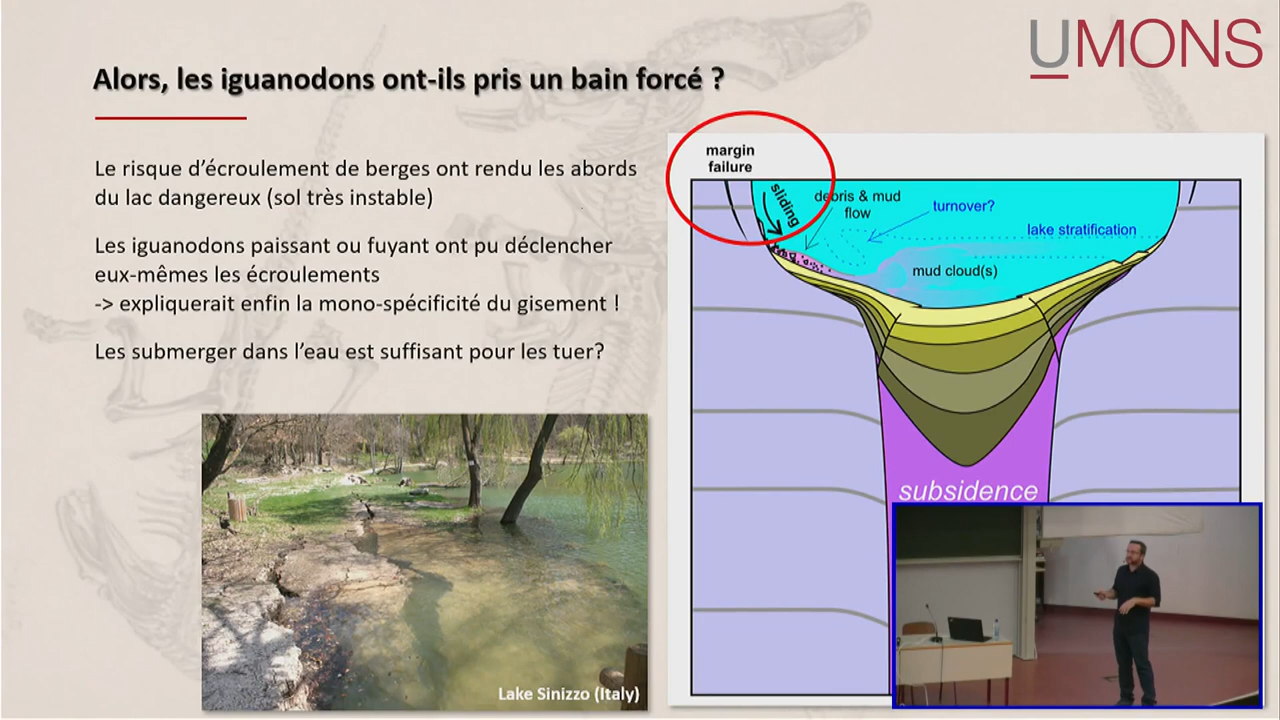 UMONS
Alors, les iguanodons ont-ils pris un bain forcé ?
Le risque d'écroulement de berges ont rendu les abords
du lac dangereux (sol très instable)
Les iguanodons paissant ou fuyant ont pu déclencher
eux-mêmes les écroulements
-> expliquerait enfin la mono-spécificité du gisement !
Les submerger dans l'eau est suffisant pour les tuer?
margin
failure
sliding
debris & mud
flow
turnover?
lake stratification
mud cloud(s)
subsidence
Lake Sinizzo (Italy)